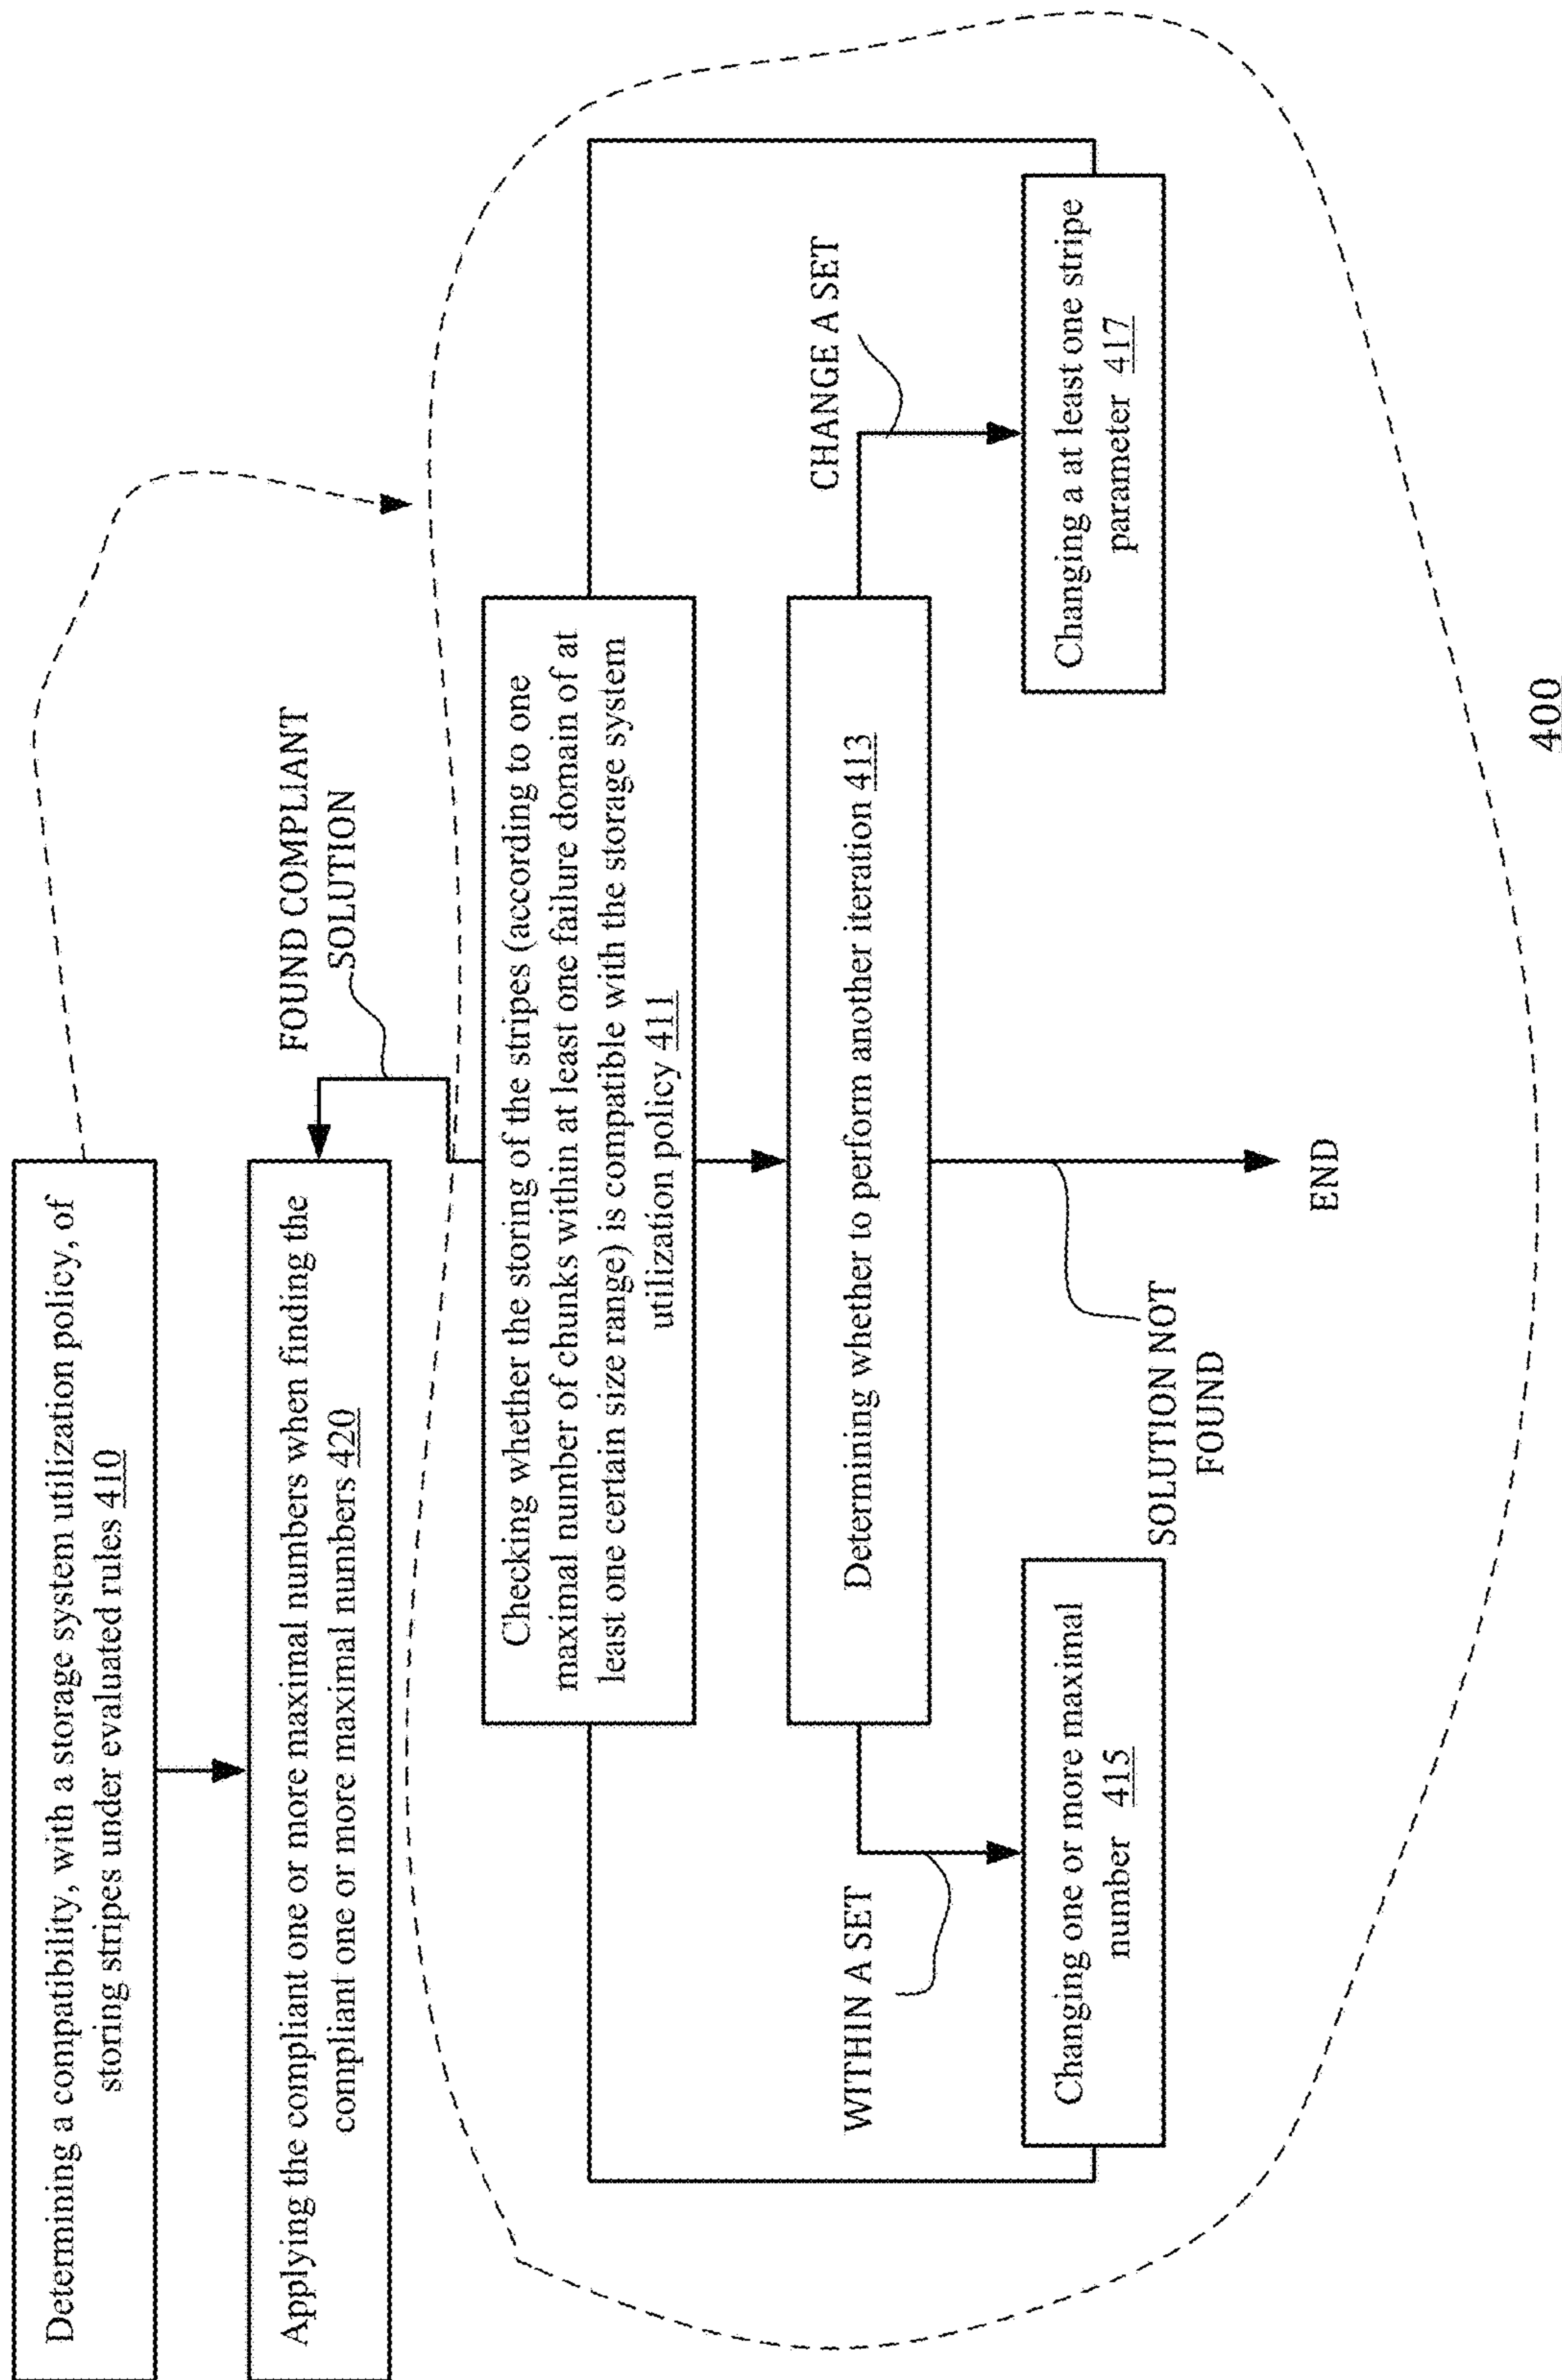 Determining a compatibility, with a storage system utilization policy, of
storing stripes under evaluated rules 410
Applying the compliant one or more maximal numbers when finding the
compliant one or more maximal numbers 420
FOUND COMPLIANT
SOLUTION
Checking whether the storing of the stripes (according to one
maximal number of chunks within at least one failure domain of at
least one certain size range) is compatible with the storage system
utilization policy 411
Determining whether to perform another iteration 413
WITHIN A SET
CHANGE A SET
Changing one or more maximal
number 415
SOLUTION NOT
FOUND
END
Changing a at least one stripe
parameter 417
400